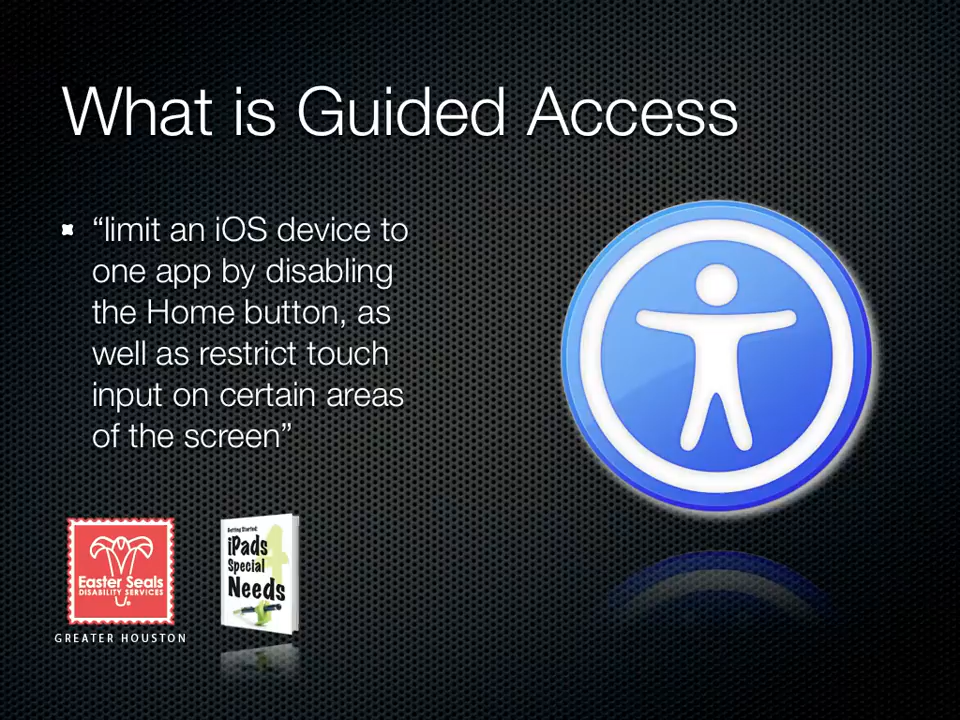 What is Guided Access
“limit an iOS device to
one app by disabling
the Home button, as
well as restrict touch
input on certain areas
of the screen”
Easter Seals
DISABILITY SERVICES
GREATER HOUSTON
Getting Started:
iPads
4
Special
Needs